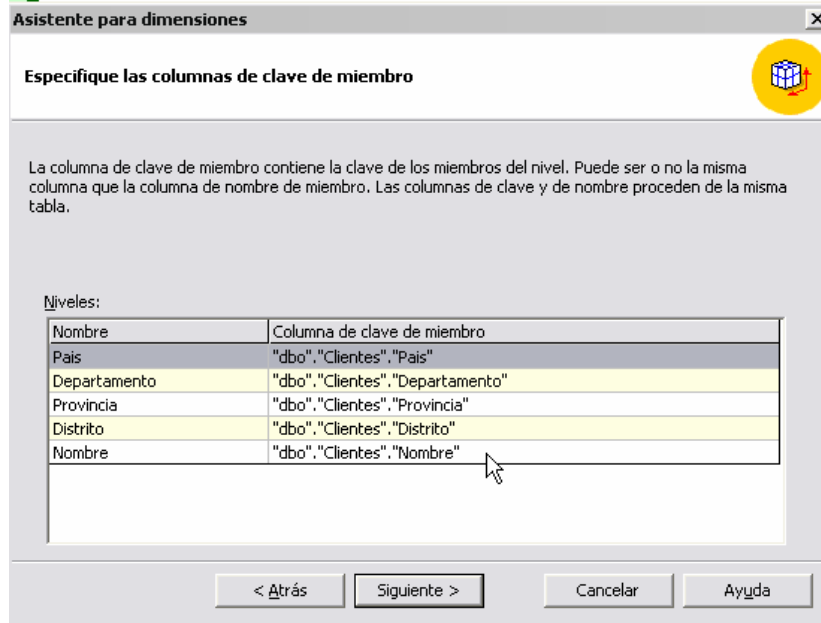 Asistente para dimensiones
Especifique las columnas de clave de miembro
La columna de clave de miembro contiene la clave de los miembros del nivel. Puede ser o no la misma
columna que la columna de nombre de miembro. Las columnas de clave y de nombre proceden de la misma
tabla.
Niveles:
Nombre Columna de clave de miembro
Pais "dbo"."Clientes"."Pais"
Departamento "dbo"."Clientes"."Departamento"
Provincia "dbo"."Clientes"."Provincia"
Distrito "dbo"."Clientes"."Distrito"
Nombre "dbo"."Clientes"."Nombre"
< Atrás Siguiente > Cancelar Ayuda